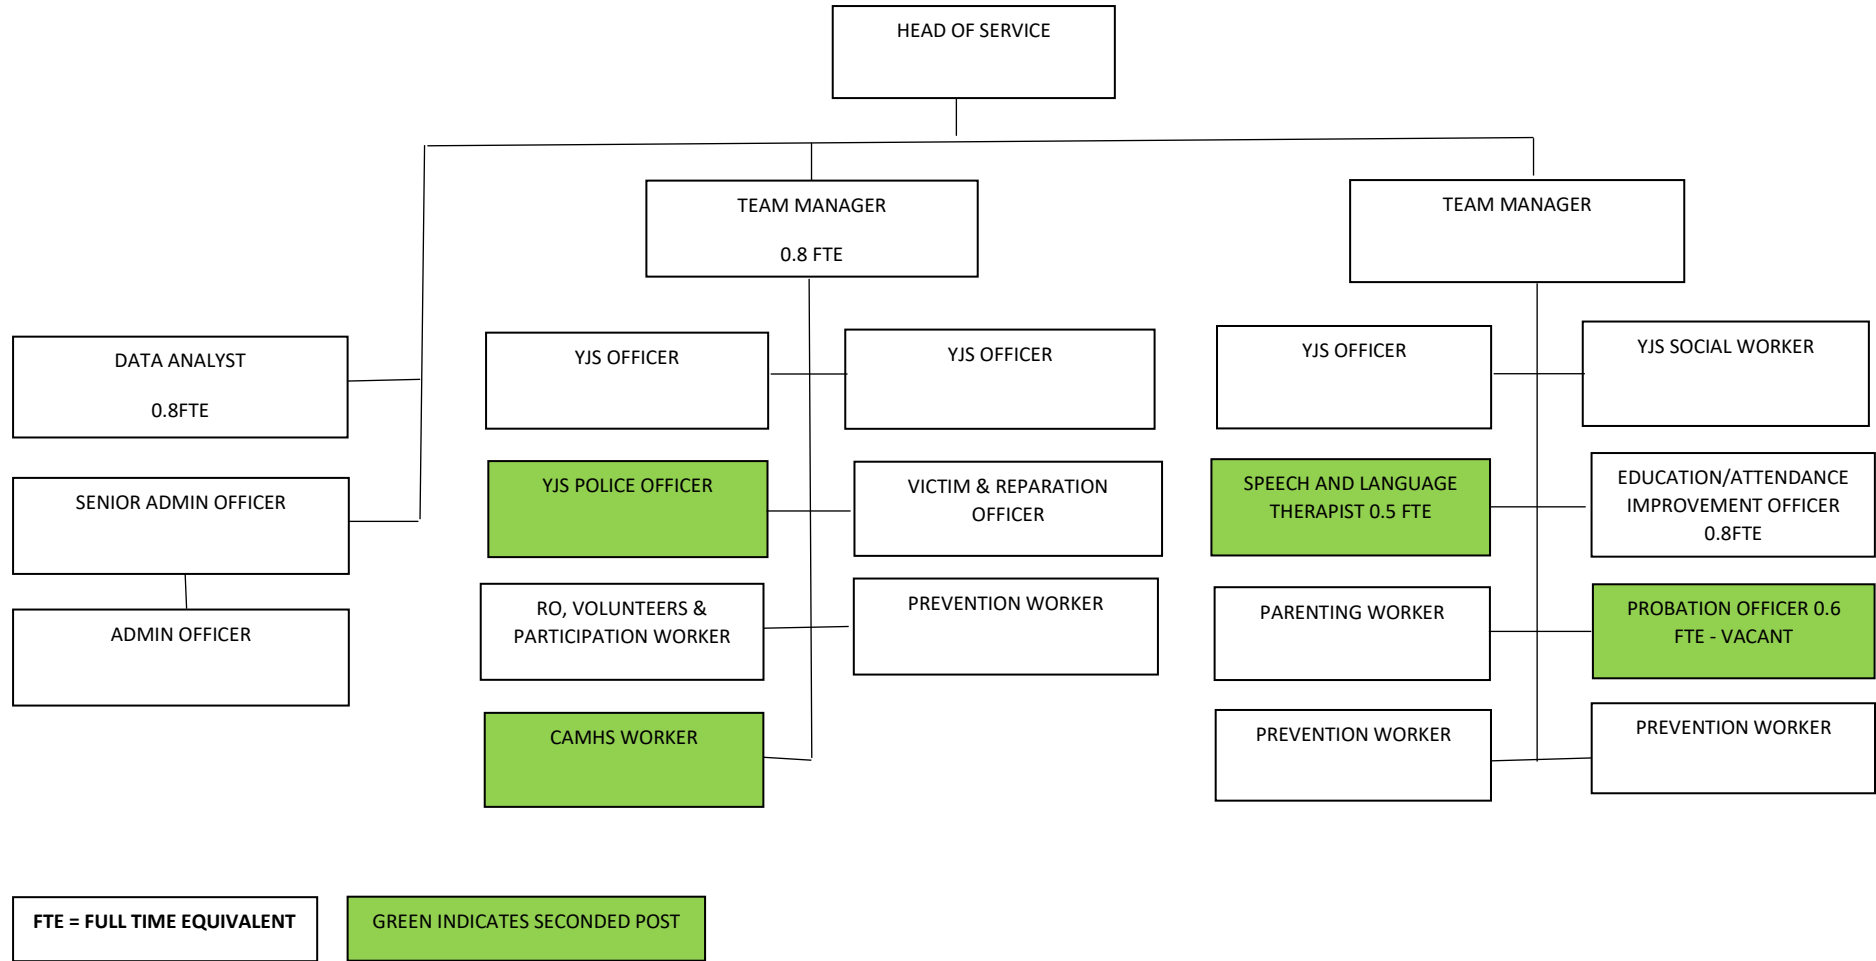 HEAD OF SERVICE
TEAM MANAGER
0.8 FTE
TEAM MANAGER
DATA ANALYST
0.8FTE
SENIOR ADMIN OFFICER
ADMIN OFFICER
YJS OFFICER
YJS OFFICER
YJS POLICE OFFICER
VICTIM & REPARATION
OFFICER
RO, VOLUNTEERS &
PARTICIPATION WORKER
PREVENTION WORKER
CAMHS WORKER
YJS OFFICER
YJS SOCIAL WORKER
SPEECH AND LANGUAGE
THERAPIST 0.5 FTE
EDUCATION/ATTENDANCE
IMPROVEMENT OFFICER
0.8FTE
PARENTING WORKER
PROBATION OFFICER 0.6
FTE - VACANT
PREVENTION WORKER
PREVENTION WORKER
FTE = FULL TIME EQUIVALENT
GREEN INDICATES SECONDED POST